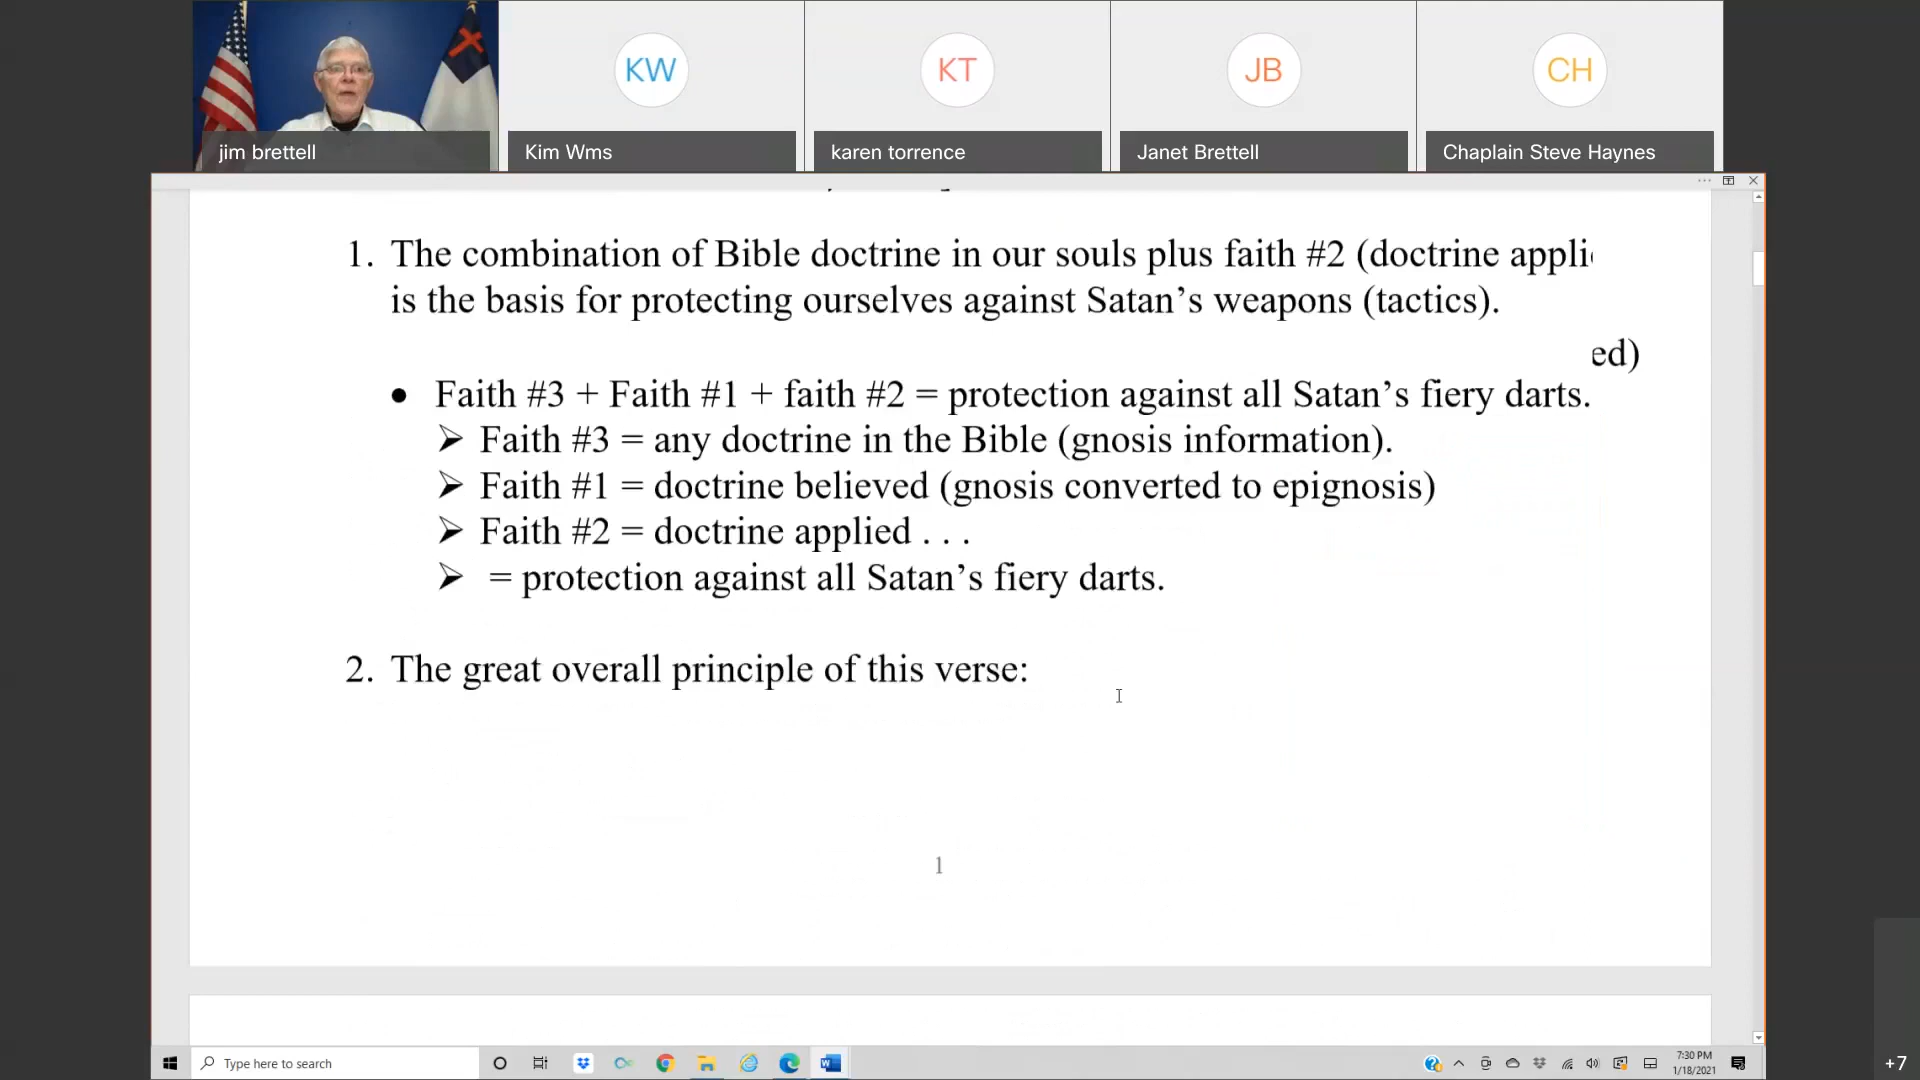 KW
KT
JB
CH
jim brettell
Kim Wms
karen torrence
Janet Brettell
Chaplain Steve Haynes
1. The combination of Bible doctrine in our souls plus faith #2 (doctrine appli
is the basis for protecting ourselves against Satan’s weapons (tactics).
ed)
● Faith #3 + Faith #1 + faith #2 = protection against all Satan’s fiery darts.
➢ Faith #3 = any doctrine in the Bible (gnosis information).
➢ Faith #1 = doctrine believed (gnosis converted to epignosis)
➢ Faith #2 = doctrine applied . . .
➢ = protection against all Satan’s fiery darts.
2. The great overall principle of this verse:
1
Type here to search
7:30 PM
1/18/2021
+7